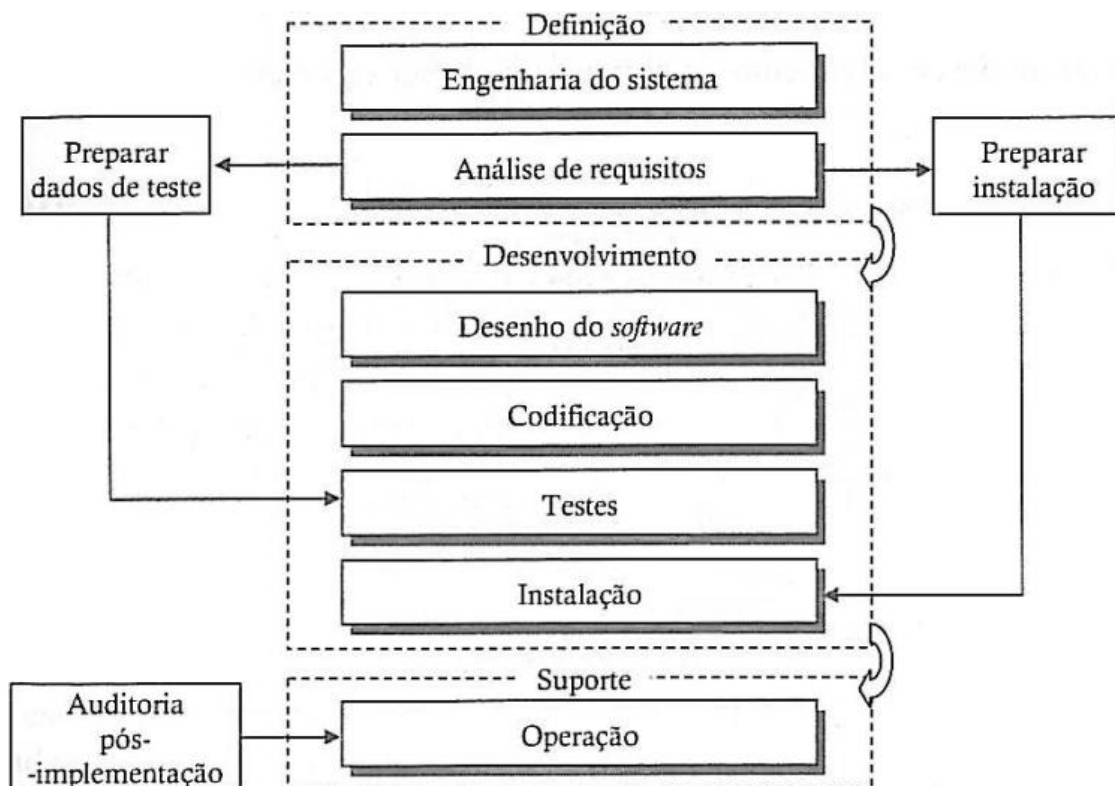 Definição
Engenharia do sistema
Preparar
dados de teste
Análise de requisitos
Preparar
instalação
Desenvolvimento
Desenho do software
Codificação
Testes
Instalação
Suporte
Auditoria
pós-
-implementação
Operação